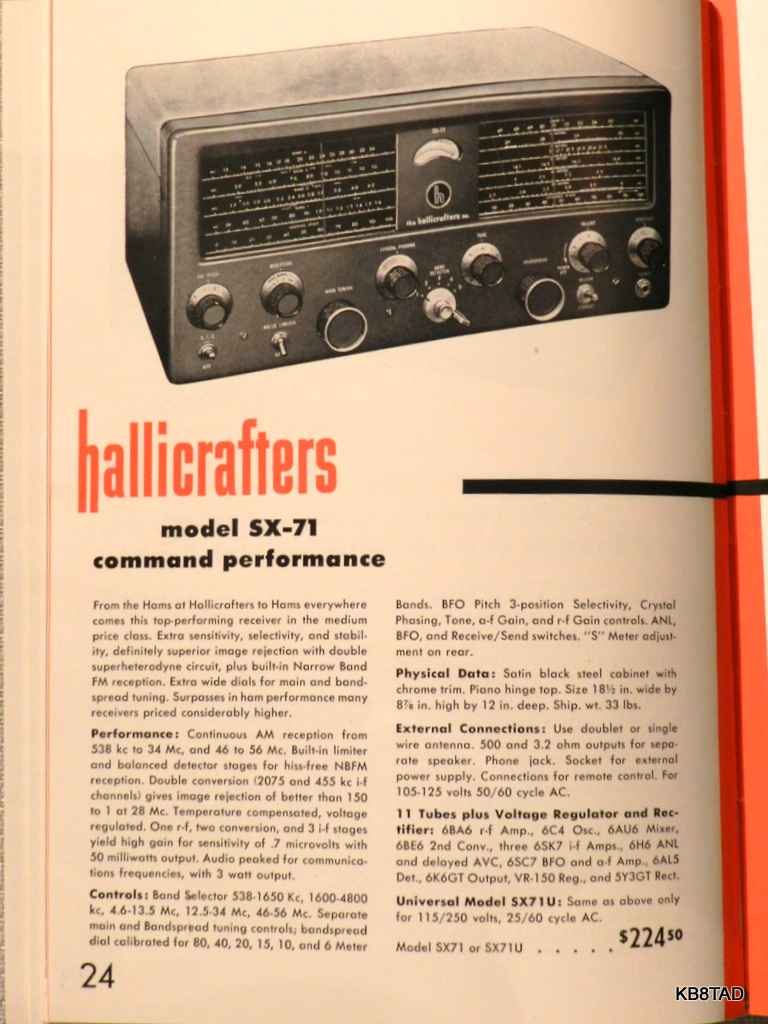 the hallicrafters co.
hallicrafters
model SX-71
command performance
From the Hams at Hallicrafters to Hams everywhere
comes this top-performing receiver in the medium
price class. Extra sensitivity, selectivity, and stabil-
ity, definitely superior image rejection with double
superheterodyne circuit, plus built-in Narrow Band
FM reception. Extra wide dials for main and band-
spread tuning. Surpasses in ham performance many
receivers priced considerably higher.
Performance: Continuous AM reception from
538 kc to 34 Mc, and 46 to 56 Mc. Built-in limiter
and balanced detector stages for hiss-free NBFM
reception. Double conversion (2075 and 455 kc i-f
channels) gives image rejection of better than 150
to 1 at 28 Mc. Temperature compensated, voltage
regulated. One r-f, two conversion, and 3 i-f stages
yield high gain for sensitivity of .7 microvolts with
50 milliwatts output. Audio peaked for communica-
tions frequencies, with 3 watt output.
Controls: Band Selector 538-1650 Kc, 1600-4800
kc, 4.6-13.5 Mc, 12.5-34 Mc, 46-56 Mc. Separate
main and Bandspread tuning controls; bandspread
dial calibrated for 80, 40, 20, 15, 10, and 6 Meter
Bands. BFO Pitch 3-position Selectivity, Crystal
Phasing, Tone, a-f Gain, and r-f Gain controls. ANL,
BFO, and Receive/Send switches. "S" Meter adjust-
ment on rear.
Physical Data: Satin black steel cabinet with
chrome trim. Piano hinge top. Size 18½ in. wide by
8⅞ in. high by 12 in. deep. Ship. wt. 33 lbs.
External Connections: Use doublet or single
wire antenna. 500 and 3.2 ohm outputs for sepa-
rate speaker. Phone jack. Socket for external
power supply. Connections for remote control. For
105-125 volts 50/60 cycle AC.
11 Tubes plus Voltage Regulator and Rec-
tifier: 6BA6 r-f Amp., 6C4 Osc., 6AU6 Mixer,
6BE6 2nd Conv., three 6SK7 i-f Amps., 6H6 ANL
and delayed AVC, 6SC7 BFO and a-f Amp., 6AL5
Det., 6K6GT Output, VR-150 Reg., and 5Y3GT Rect.
Universal Model SX71U: Same as above only
for 115/250 volts, 25/60 cycle AC.
Model SX71 or SX71U . . . . . $224⁵⁰
24
KB8TAD